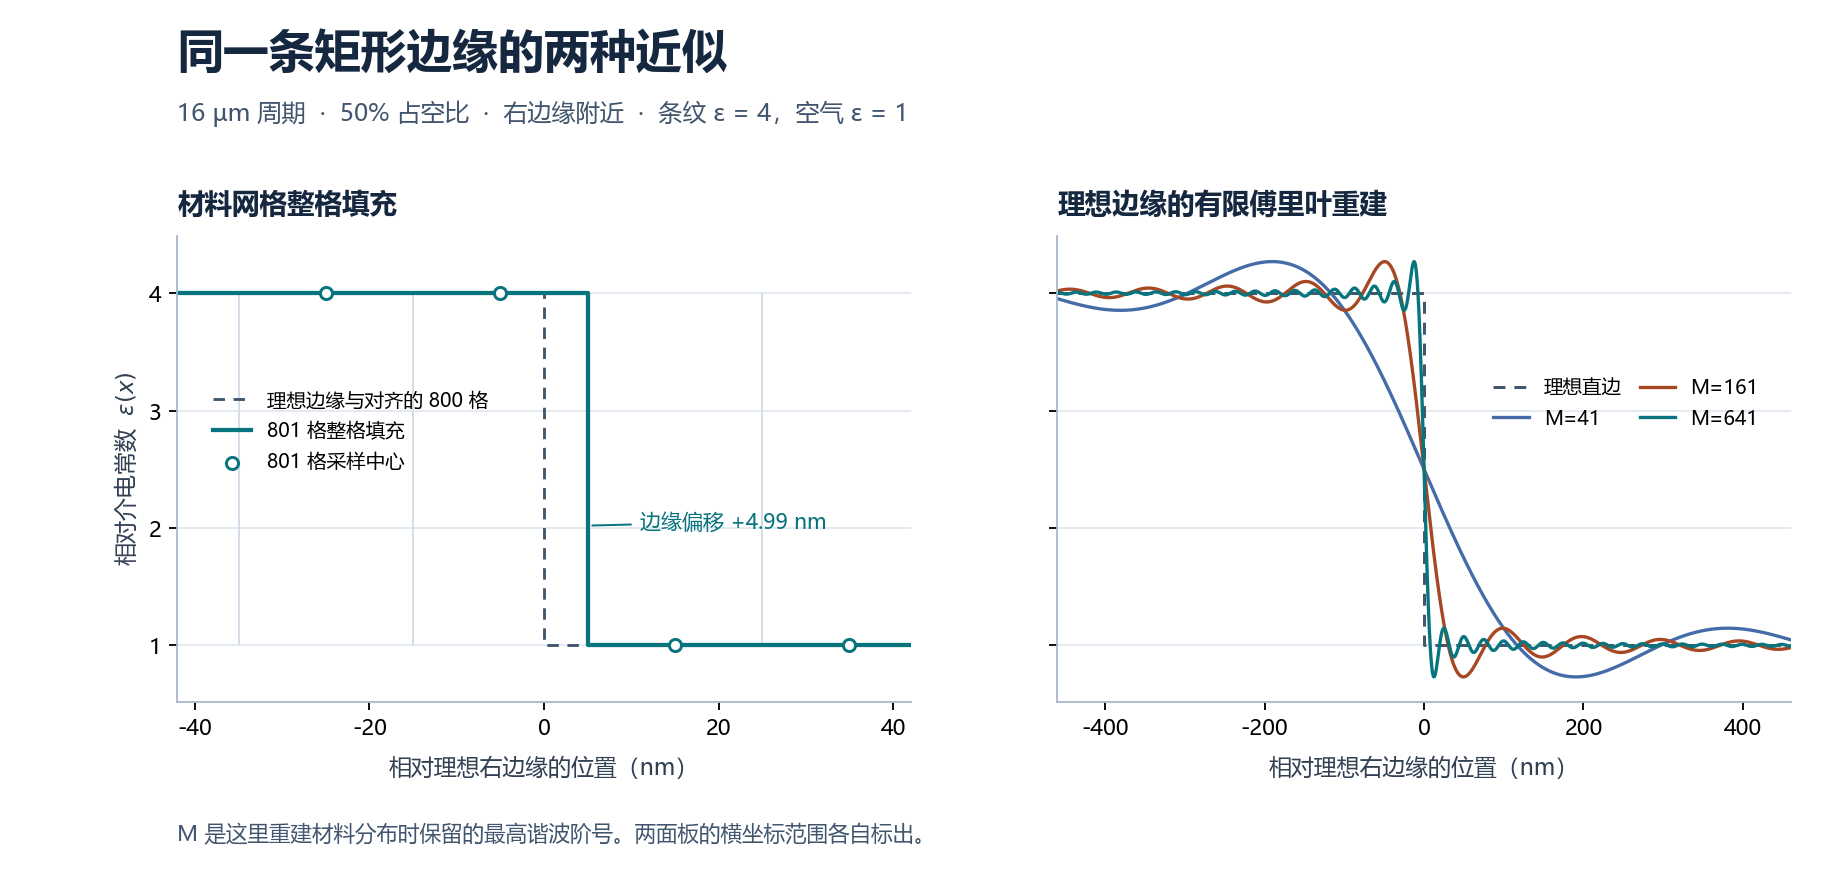 同一条矩形边缘的两种近似
16 μm 周期 · 50% 占空比 · 右边缘附近 · 条纹 ε = 4，空气 ε = 1
材料网格整格填充
相对介电常数 ε(x)
4
3
2
1
理想边缘与对齐的 800 格
801 格整格填充
801 格采样中心
边缘偏移 +4.99 nm
-40
-20
0
20
40
相对理想右边缘的位置（nm）
理想边缘的有限傅里叶重建
理想直边
M=41
M=161
M=641
-400
-200
0
200
400
相对理想右边缘的位置（nm）
M 是这里重建材料分布时保留的最高谐波阶号。两面板的横坐标范围各自标出。